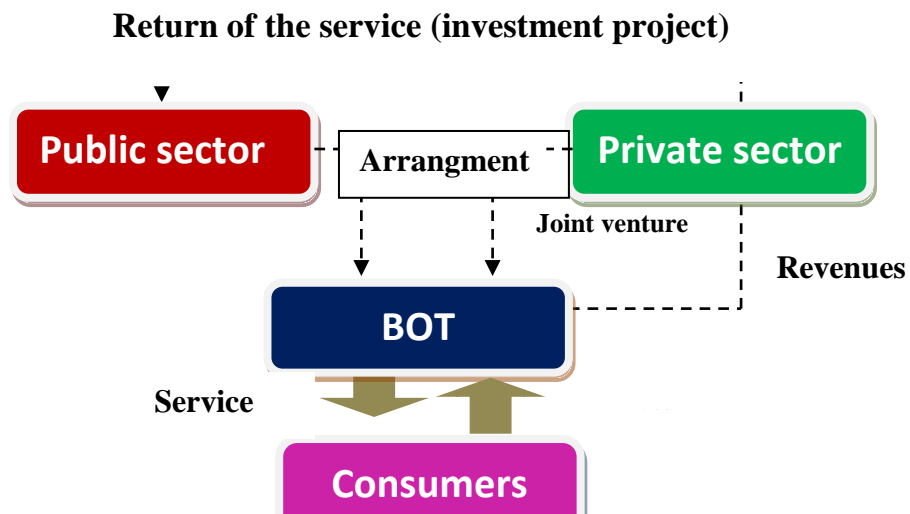 Return of the service (investment project)
Public sector
Arrangment
Private sector
Joint venture
Revenues
BOT
Service
Consumers